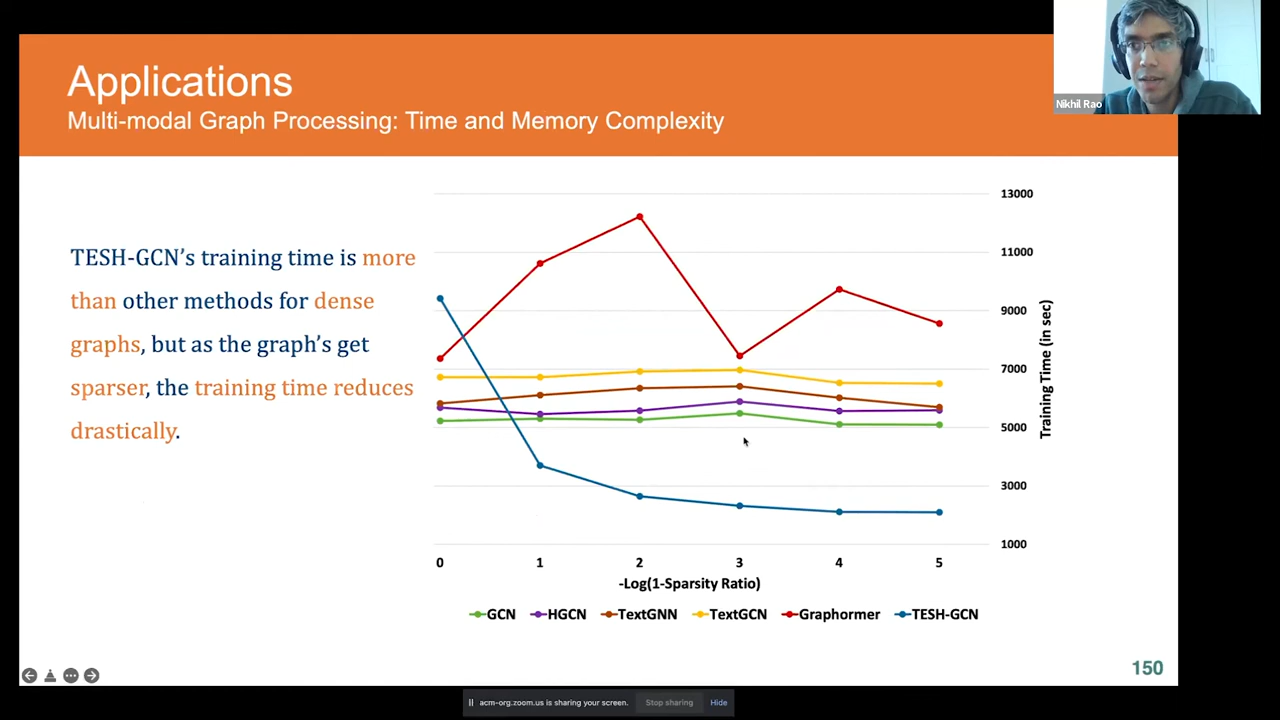 Applications
Multi-modal Graph Processing: Time and Memory Complexity
Nikhil Rao
TESH-GCN's training time is more
than other methods for dense
graphs, but as the graph's get
sparser, the training time reduces
drastically.
13000
11000
9000
7000
5000
3000
1000
Training Time (in sec)
0 1 2 3 4 5
-Log(1-Sparsity Ratio)
GCN HGCN TextGNN TextGCN Graphormer TESH-GCN
150
acm-org.zoom.us is sharing your screen. Stop sharing Hide